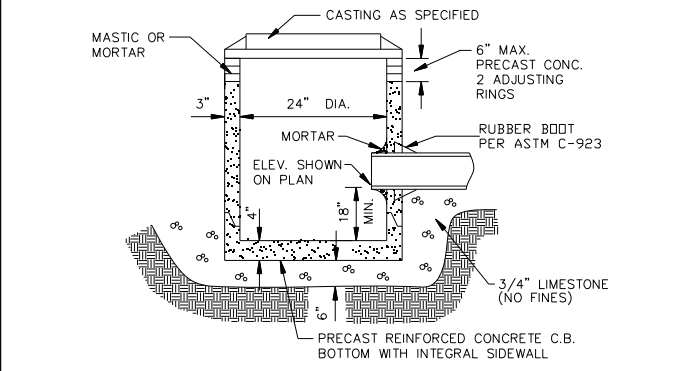 CASTING AS SPECIFIED
MASTIC OR
MORTAR
6" MAX.
PRECAST CONC.
2 ADJUSTING
RINGS
3"
24" DIA.
MORTAR
RUBBER BOOT
PER ASTM C-923
ELEV. SHOWN
ON PLAN
4"
18"
MIN.
3/4" LIMESTONE
(NO FINES)
6"
PRECAST REINFORCED CONCRETE C.B.
BOTTOM WITH INTEGRAL SIDEWALL